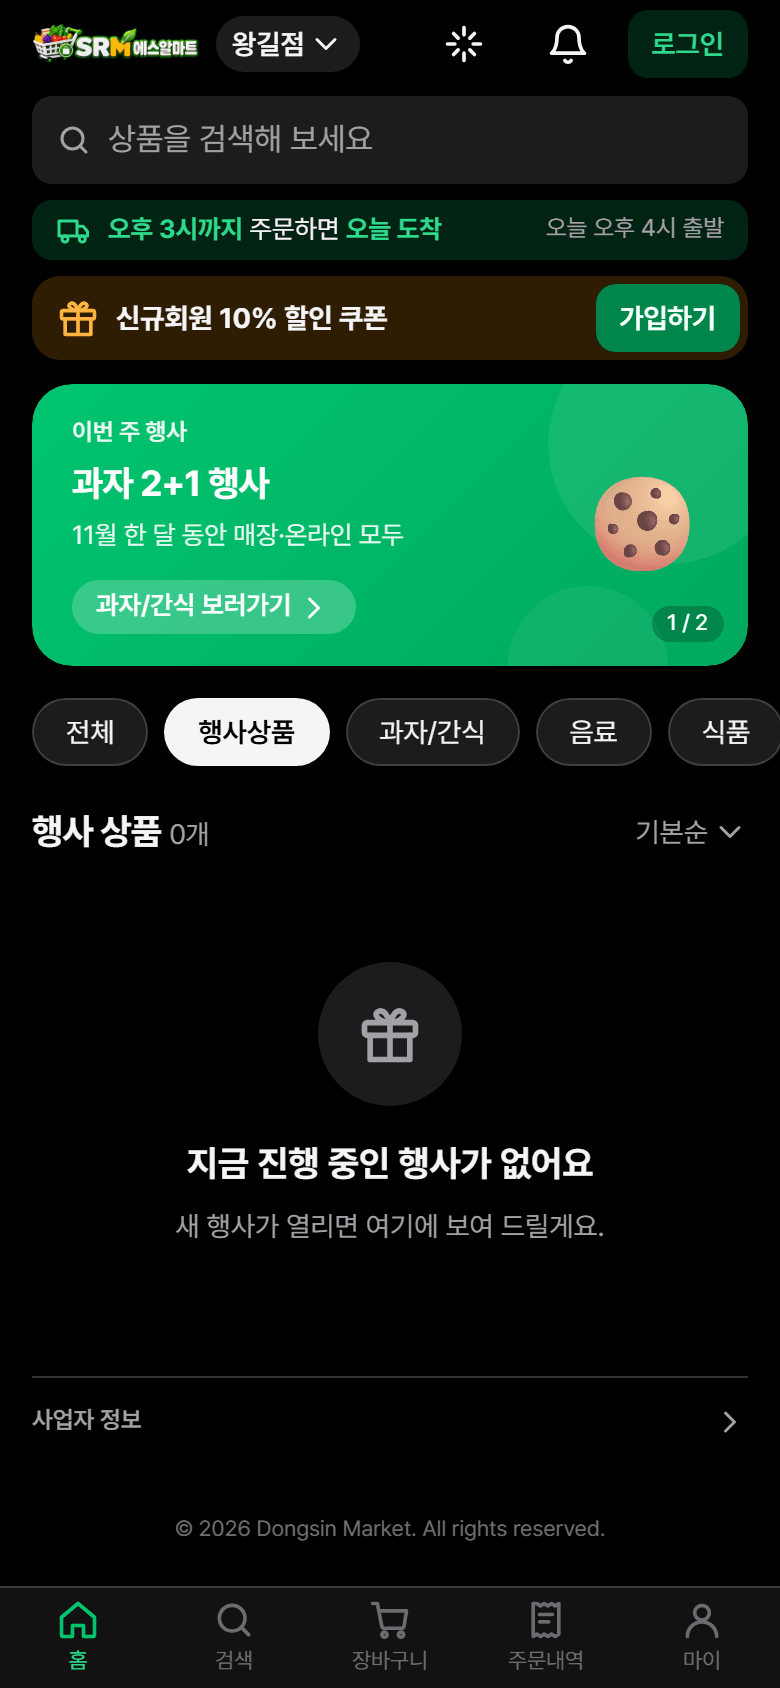 SRM에스알마트
왕길점
로그인
상품을 검색해 보세요
오후 3시까지 주문하면 오늘 도착
오늘 오후 4시 출발
신규회원 10% 할인 쿠폰
가입하기
이번 주 행사
과자 2+1 행사
11월 한 달 동안 매장·온라인 모두
과자/간식 보러가기
1 / 2
전체
행사상품
과자/간식
음료
식품
행사 상품 0개
기본순
지금 진행 중인 행사가 없어요
새 행사가 열리면 여기에 보여 드릴게요.
사업자 정보
© 2026 Dongsin Market. All rights reserved.
홈
검색
장바구니
주문내역
마이